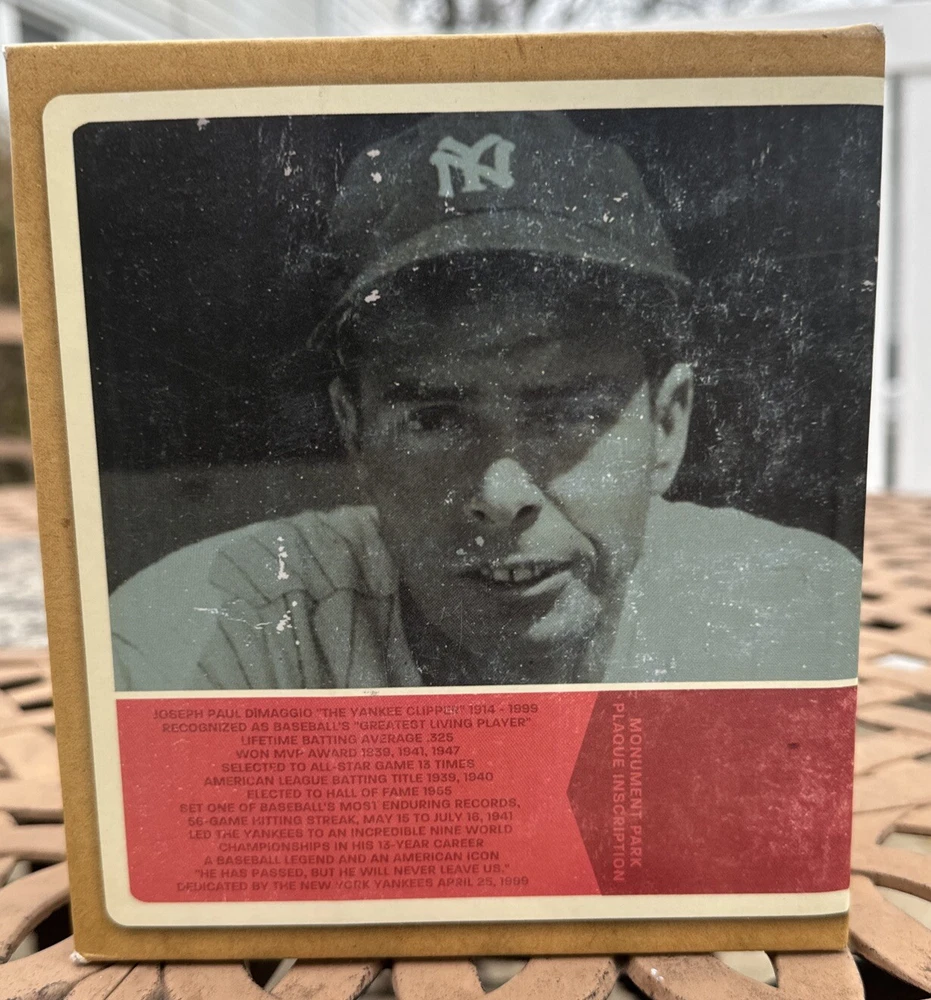 NY
JOSEPH PAUL DiMAGGIO "THE YANKEE CLIPPER" 1914 - 1999
RECOGNIZED AS BASEBALL'S "GREATEST LIVING PLAYER"
LIFETIME BATTING AVERAGE .325
WON MVP AWARD 1939, 1941, 1947
SELECTED TO ALL-STAR GAME 13 TIMES
AMERICAN LEAGUE BATTING TITLE 1939, 1940
ELECTED TO HALL OF FAME 1955
SET ONE OF BASEBALL'S MOST ENDURING RECORDS,
56-GAME HITTING STREAK, MAY 15 TO JULY 16, 1941
LED THE YANKEES TO AN INCREDIBLE NINE WORLD
CHAMPIONSHIPS IN HIS 13-YEAR CAREER
A BASEBALL LEGEND AND AN AMERICAN ICON
"HE HAS PASSED, BUT HE WILL NEVER LEAVE US."
DEDICATED BY THE NEW YORK YANKEES APRIL 25, 1999
MONUMENT PARK
PLAQUE INSCRIPTION